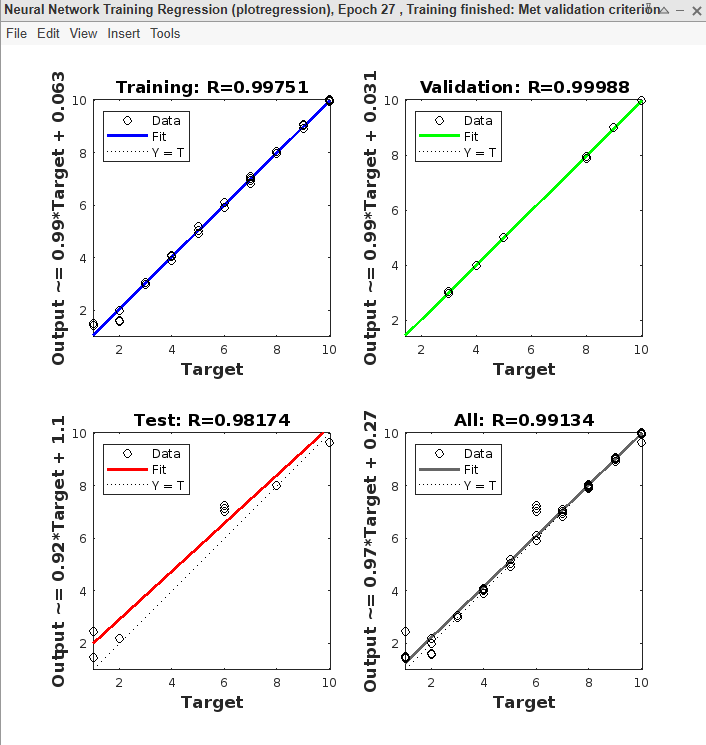 Neural Network Training Regression (plotregression), Epoch 27 , Training finished: Met validation criterion
File Edit View Insert Tools
Training: R=0.99751
Output ~= 0.99*Target + 0.063
Data
Fit
Y = T
10
8
6
4
2
2 4 6 8 10
Target
Validation: R=0.99988
Output ~= 0.99*Target + 0.031
Data
Fit
Y = T
10
8
6
4
2
2 4 6 8 10
Target
Test: R=0.98174
Output ~= 0.92*Target + 1.1
Data
Fit
Y = T
10
8
6
4
2
2 4 6 8 10
Target
All: R=0.99134
Output ~= 0.97*Target + 0.27
Data
Fit
Y = T
10
8
6
4
2
2 4 6 8 10
Target